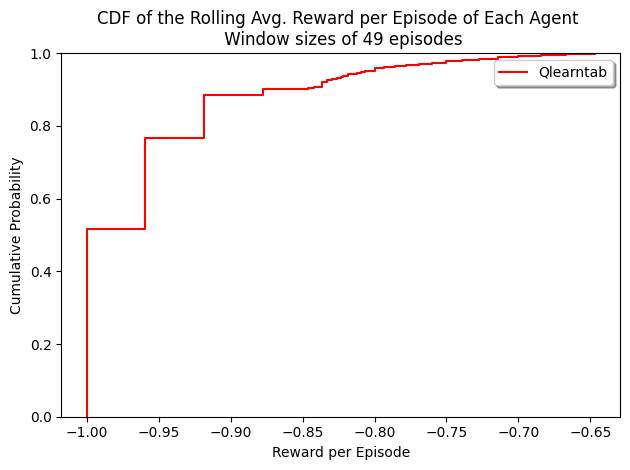 CDF of the Rolling Avg. Reward per Episode of Each Agent
Window sizes of 49 episodes
Qlearntab
Cumulative Probability
1.0
0.8
0.6
0.4
0.2
0.0
−1.00 −0.95 −0.90 −0.85 −0.80 −0.75 −0.70 −0.65
Reward per Episode